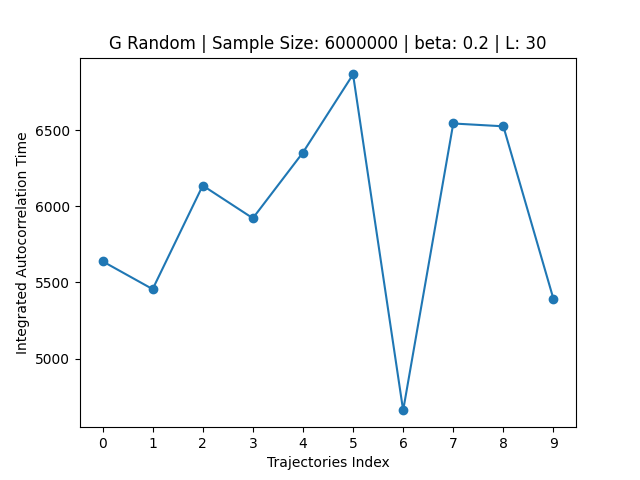 G Random | Sample Size: 6000000 | beta: 0.2 | L: 30
Integrated Autocorrelation Time
6500
6000
5500
5000
0 1 2 3 4 5 6 7 8 9
Trajectories Index